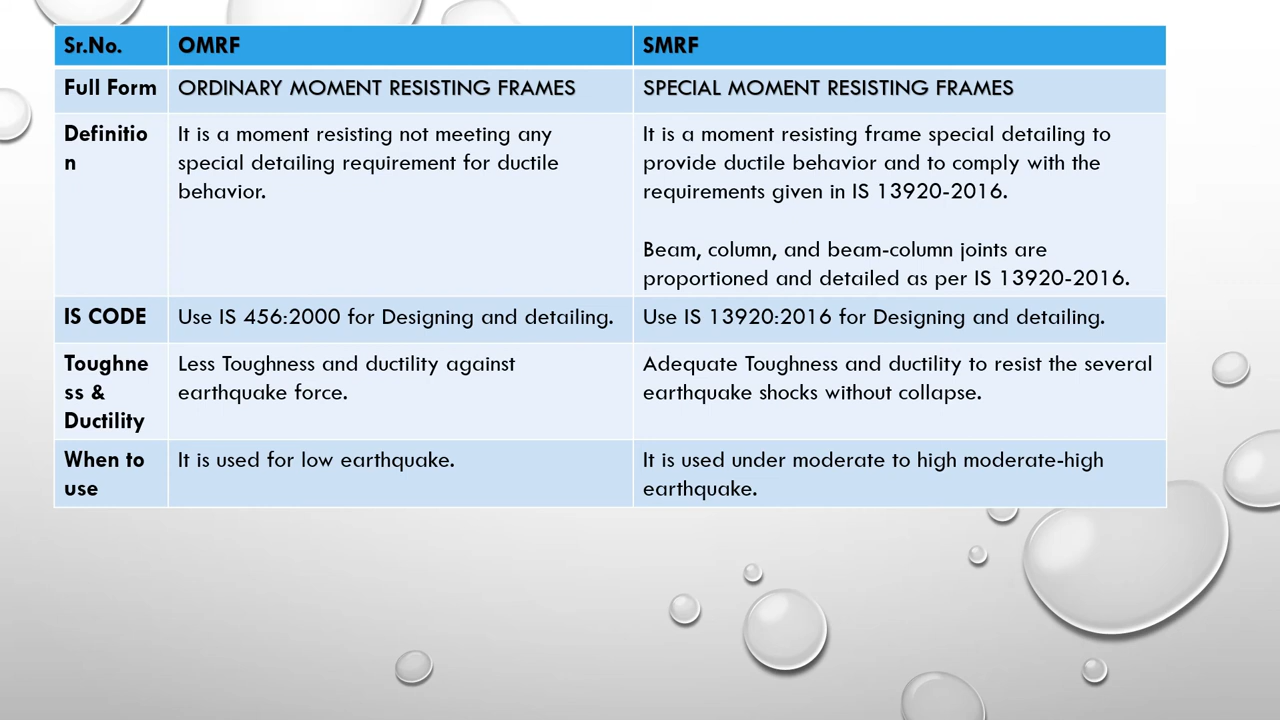 Sr.No. OMRF SMRF
Full Form ORDINARY MOMENT RESISTING FRAMES SPECIAL MOMENT RESISTING FRAMES
Definitio
n
It is a moment resisting not meeting any
special detailing requirement for ductile
behavior.
It is a moment resisting frame special detailing to
provide ductile behavior and to comply with the
requirements given in IS 13920-2016.
Beam, column, and beam-column joints are
proportioned and detailed as per IS 13920-2016.
IS CODE Use IS 456:2000 for Designing and detailing. Use IS 13920:2016 for Designing and detailing.
Toughne
ss &
Ductility
Less Toughness and ductility against
earthquake force.
Adequate Toughness and ductility to resist the several
earthquake shocks without collapse.
When to
use
It is used for low earthquake.
It is used under moderate to high moderate-high
earthquake.